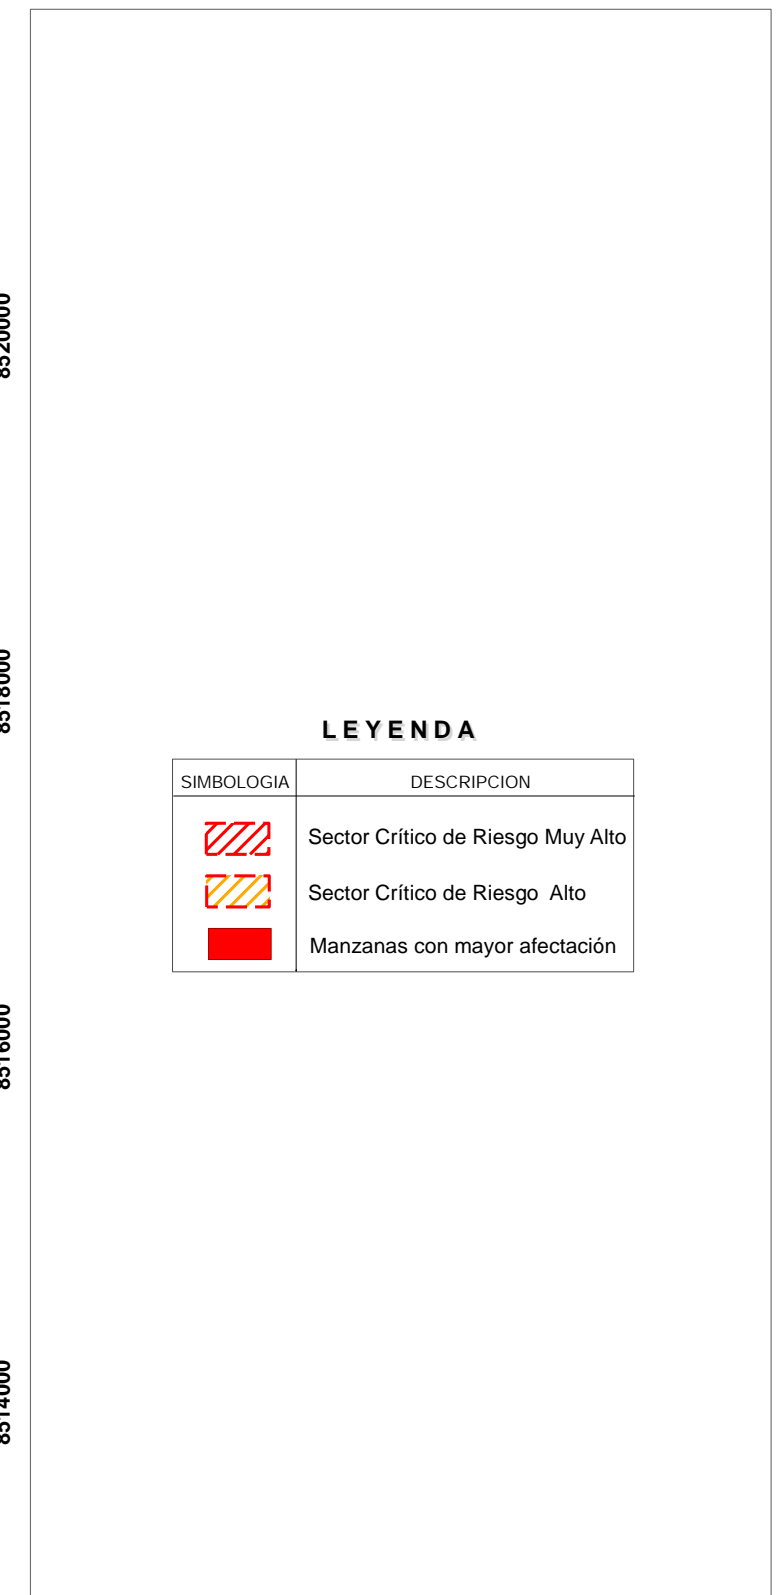 8520000
8518000
LEYENDA
SIMBOLOGIA DESCRIPCION
Sector Crítico de Riesgo Muy Alto
Sector Crítico de Riesgo Alto
Manzanas con mayor afectación
8516000
8514000